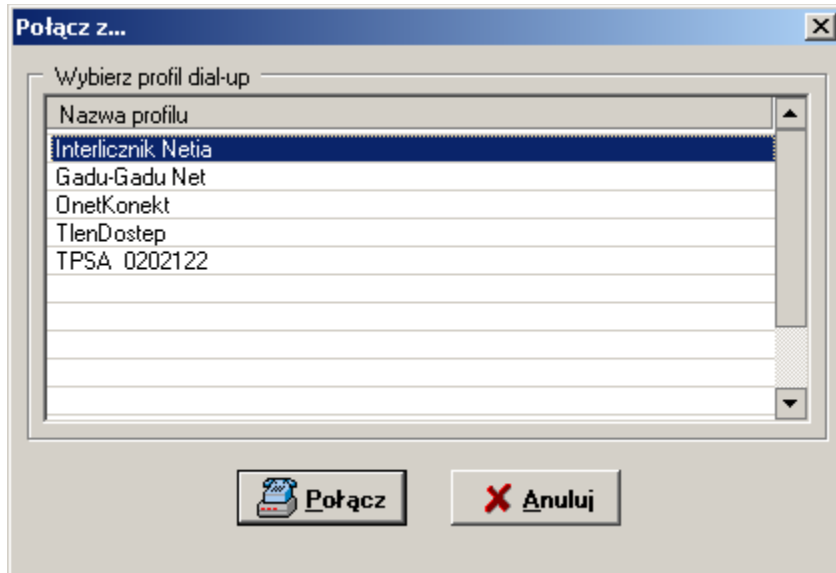 Połącz z...
Wybierz profil dial-up
Nazwa profilu
Interlicznik Netia
Gadu-Gadu Net
OnetKonekt
TlenDostep
TPSA 0202122
Połącz
Anuluj